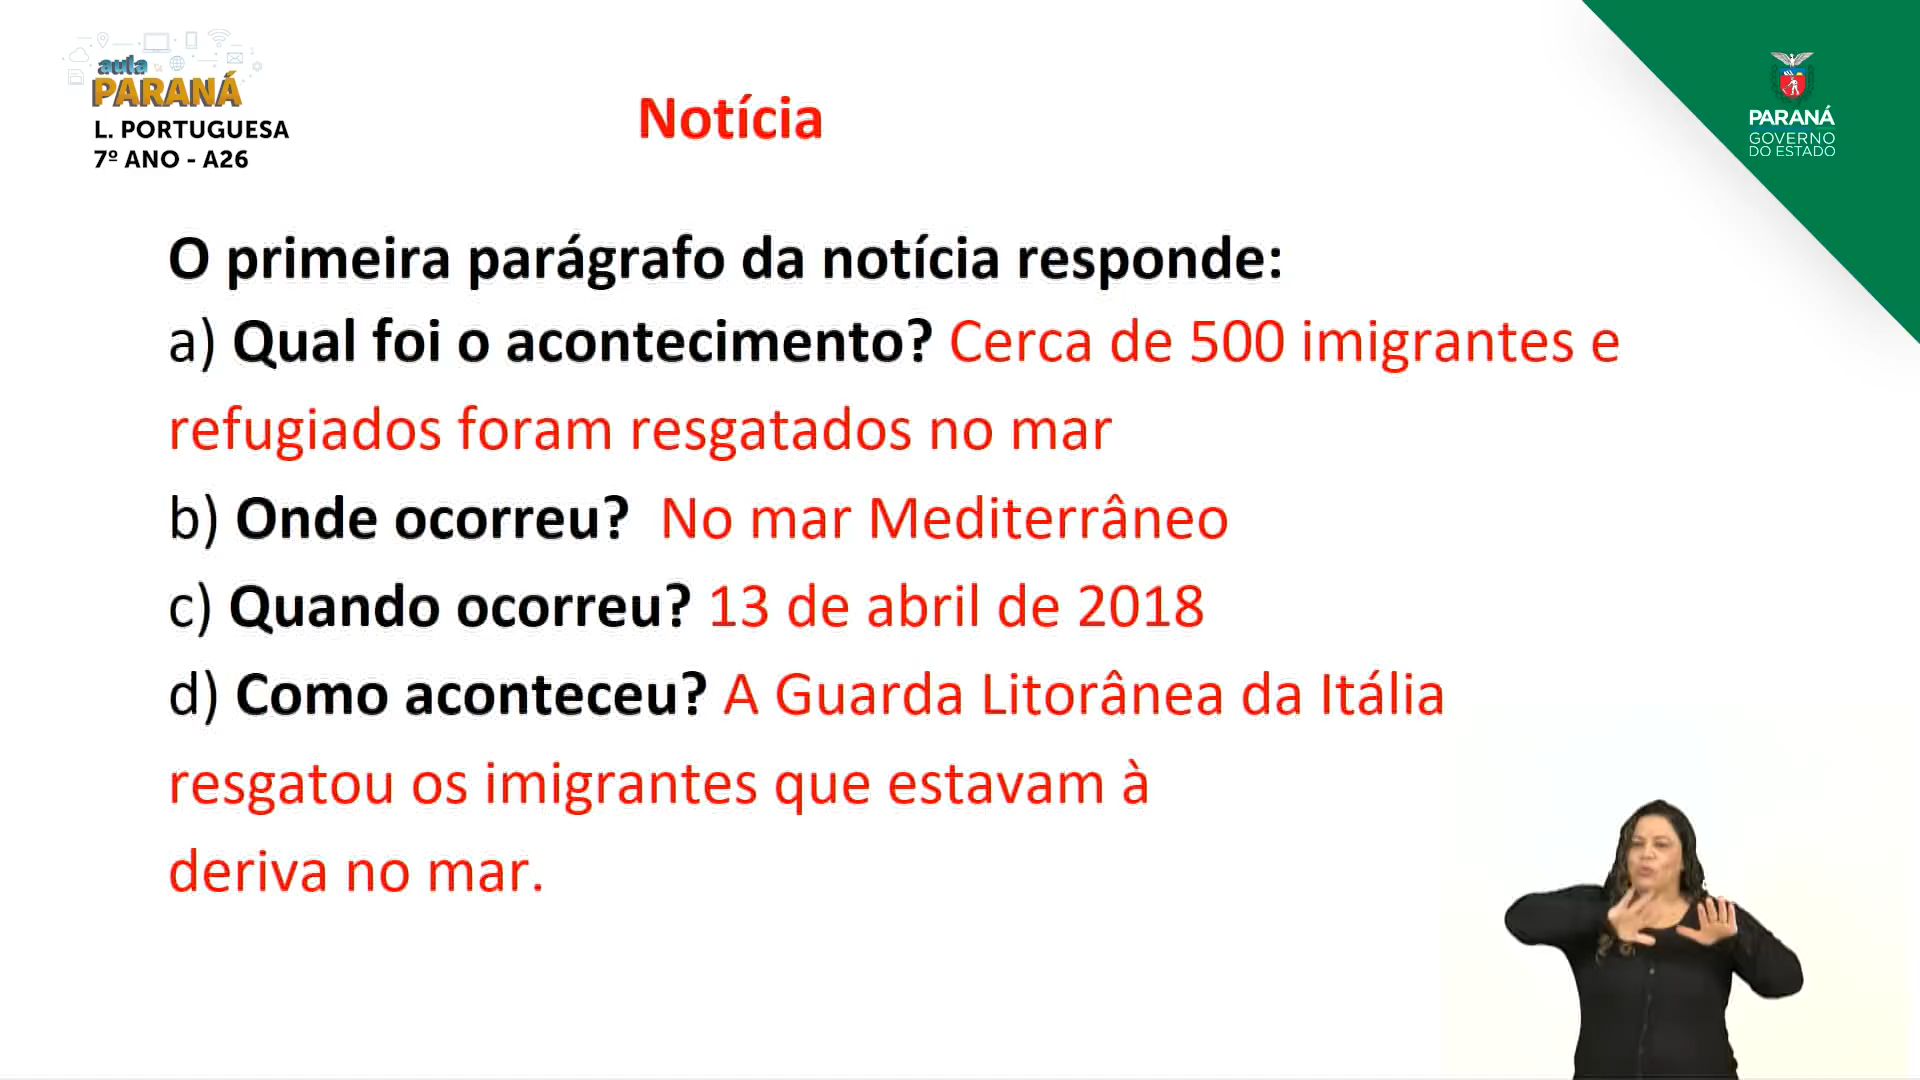 aula
PARANÁ
L. PORTUGUESA
7º ANO - A26
Notícia
PARANÁ
GOVERNO
DO ESTADO
O primeira parágrafo da notícia responde:
a) Qual foi o acontecimento? Cerca de 500 imigrantes e
refugiados foram resgatados no mar
b) Onde ocorreu? No mar Mediterrâneo
c) Quando ocorreu? 13 de abril de 2018
d) Como aconteceu? A Guarda Litorânea da Itália
resgatou os imigrantes que estavam à
deriva no mar.